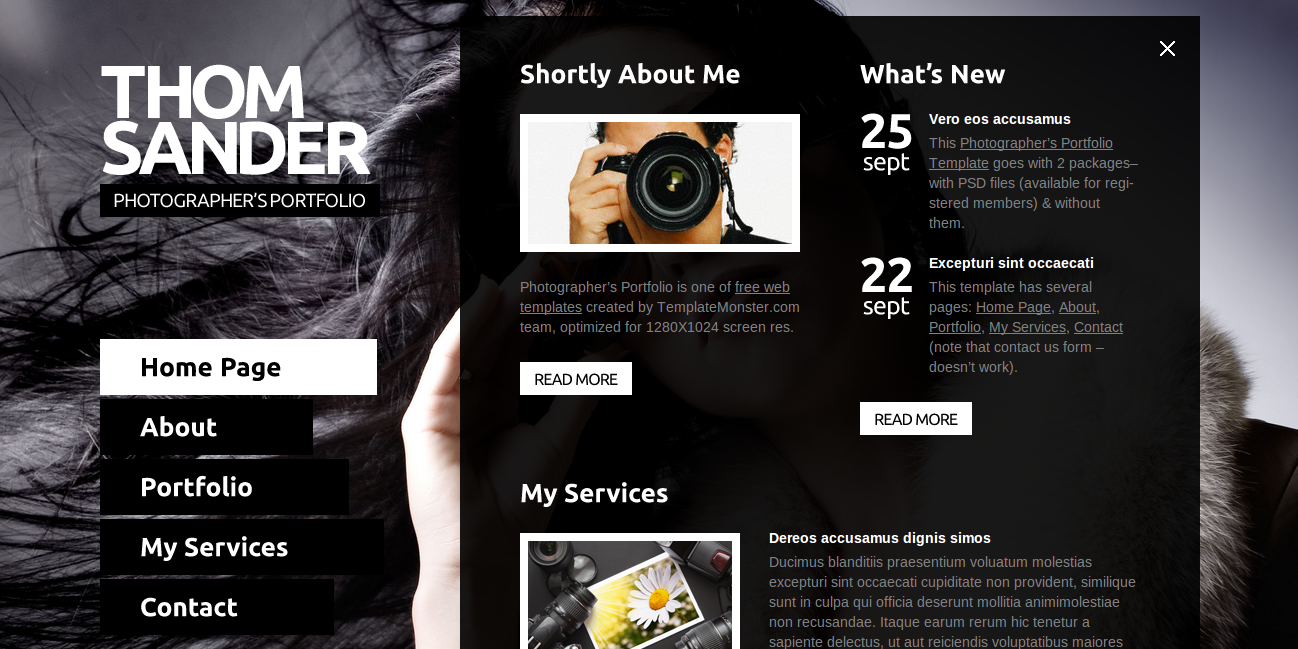 THOM
SANDER
PHOTOGRAPHER'S PORTFOLIO
Home Page
About
Portfolio
My Services
Contact
Shortly About Me
Photographer's Portfolio is one of free web
templates created by TemplateMonster.com
team, optimized for 1280X1024 screen res.
READ MORE
What's New
25
sept
Vero eos accusamus
This Photographer's Portfolio
Template goes with 2 packages–
with PSD files (available for regi-
stered members) & without
them.
22
sept
Excepturi sint occaecati
This template has several
pages: Home Page, About,
Portfolio, My Services, Contact
(note that contact us form –
doesn't work).
READ MORE
My Services
Dereos accusamus dignis simos
Ducimus blanditiis praesentium voluatum molestias
excepturi sint occaecati cupiditate non provident, similique
sunt in culpa qui officia deserunt mollitia animimolestiae
non recusandae. Itaque earum rerum hic tenetur a
sapiente delectus, ut aut reiciendis voluptatibus maiores